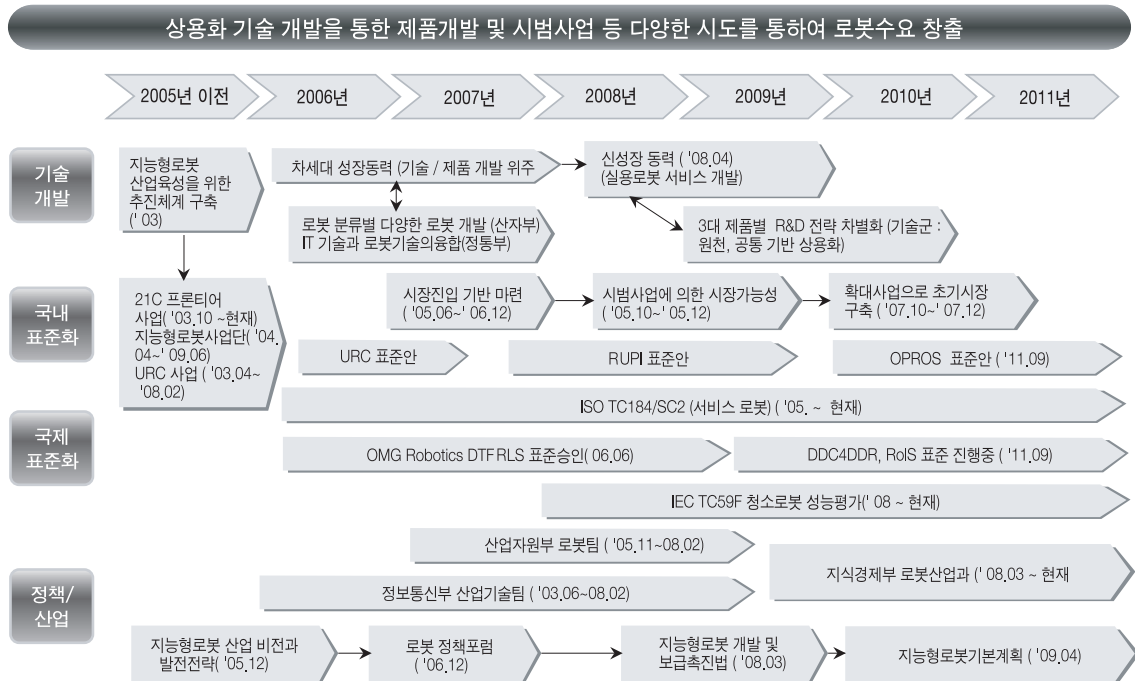 상용화 기술 개발을 통한 제품개발 및 시범사업 등 다양한 시도를 통하여 로봇수요 창출
2005년 이전
2006년
2007년
2008년
2009년
2010년
2011년
기술
개발
지능형로봇
산업육성을 위한
추진체계 구축
(' 03)
차세대 성장동력 (기술 / 제품 개발 위주
신성장 동력 ( '08.04)
(실용로봇 서비스 개발)
로봇 분류별 다양한 로봇 개발 (산자부)
IT 기술과 로봇기술의융합(정통부)
3대 제품별 R&D 전략 차별화 (기술군 :
원천, 공통 기반 상용화)
국내
표준화
21C 프론티어
사업( '03.10 ~현재)
지능형로봇사업단( '04.
04~' 09.06)
URC 사업 ( '03.04~
'08.02)
시장진입 기반 마련
( '05.06~' 06.12)
시범사업에 의한 시장가능성
( '05.10~' 05.12)
확대사업으로 초기시장
구축 ( '07.10~' 07.12)
URC 표준안
RUPI 표준안
OPROS 표준안 ( '11.09)
국제
표준화
ISO TC184/SC2 (서비스 로봇) ( '05. ~ 현재)
OMG Robotics DTF RLS 표준승인( 06.06)
DDC4DDR, RoIS 표준 진행중 ( '11.09)
IEC TC59F 청소로봇 성능평가(' 08 ~ 현재)
정책/
산업
산업자원부 로봇팀 ( '05.11~08.02)
정보통신부 산업기술팀 ( '03.06~08.02)
지식경제부 로봇산업과 (' 08.03 ~ 현재
지능형로봇 산업 비전과
발전전략( '05.12)
로봇 정책포럼
( '06.12)
지능형로봇 개발 및
보급촉진법 ( '08.03)
지능형로봇기본계획 ( '09.04)